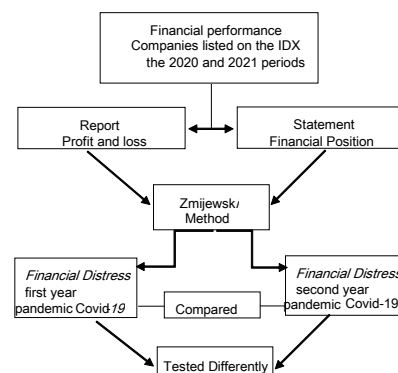 Financial performance
Companies listed on the IDX
the 2020 and 2021 periods
Report
Profit and loss
Statement
Financial Position
Zmijewski
Method
Financial Distress
first year
pandemic Covid-19
Compared
Financial Distress
second year
pandemic Covid-19
Tested Differently